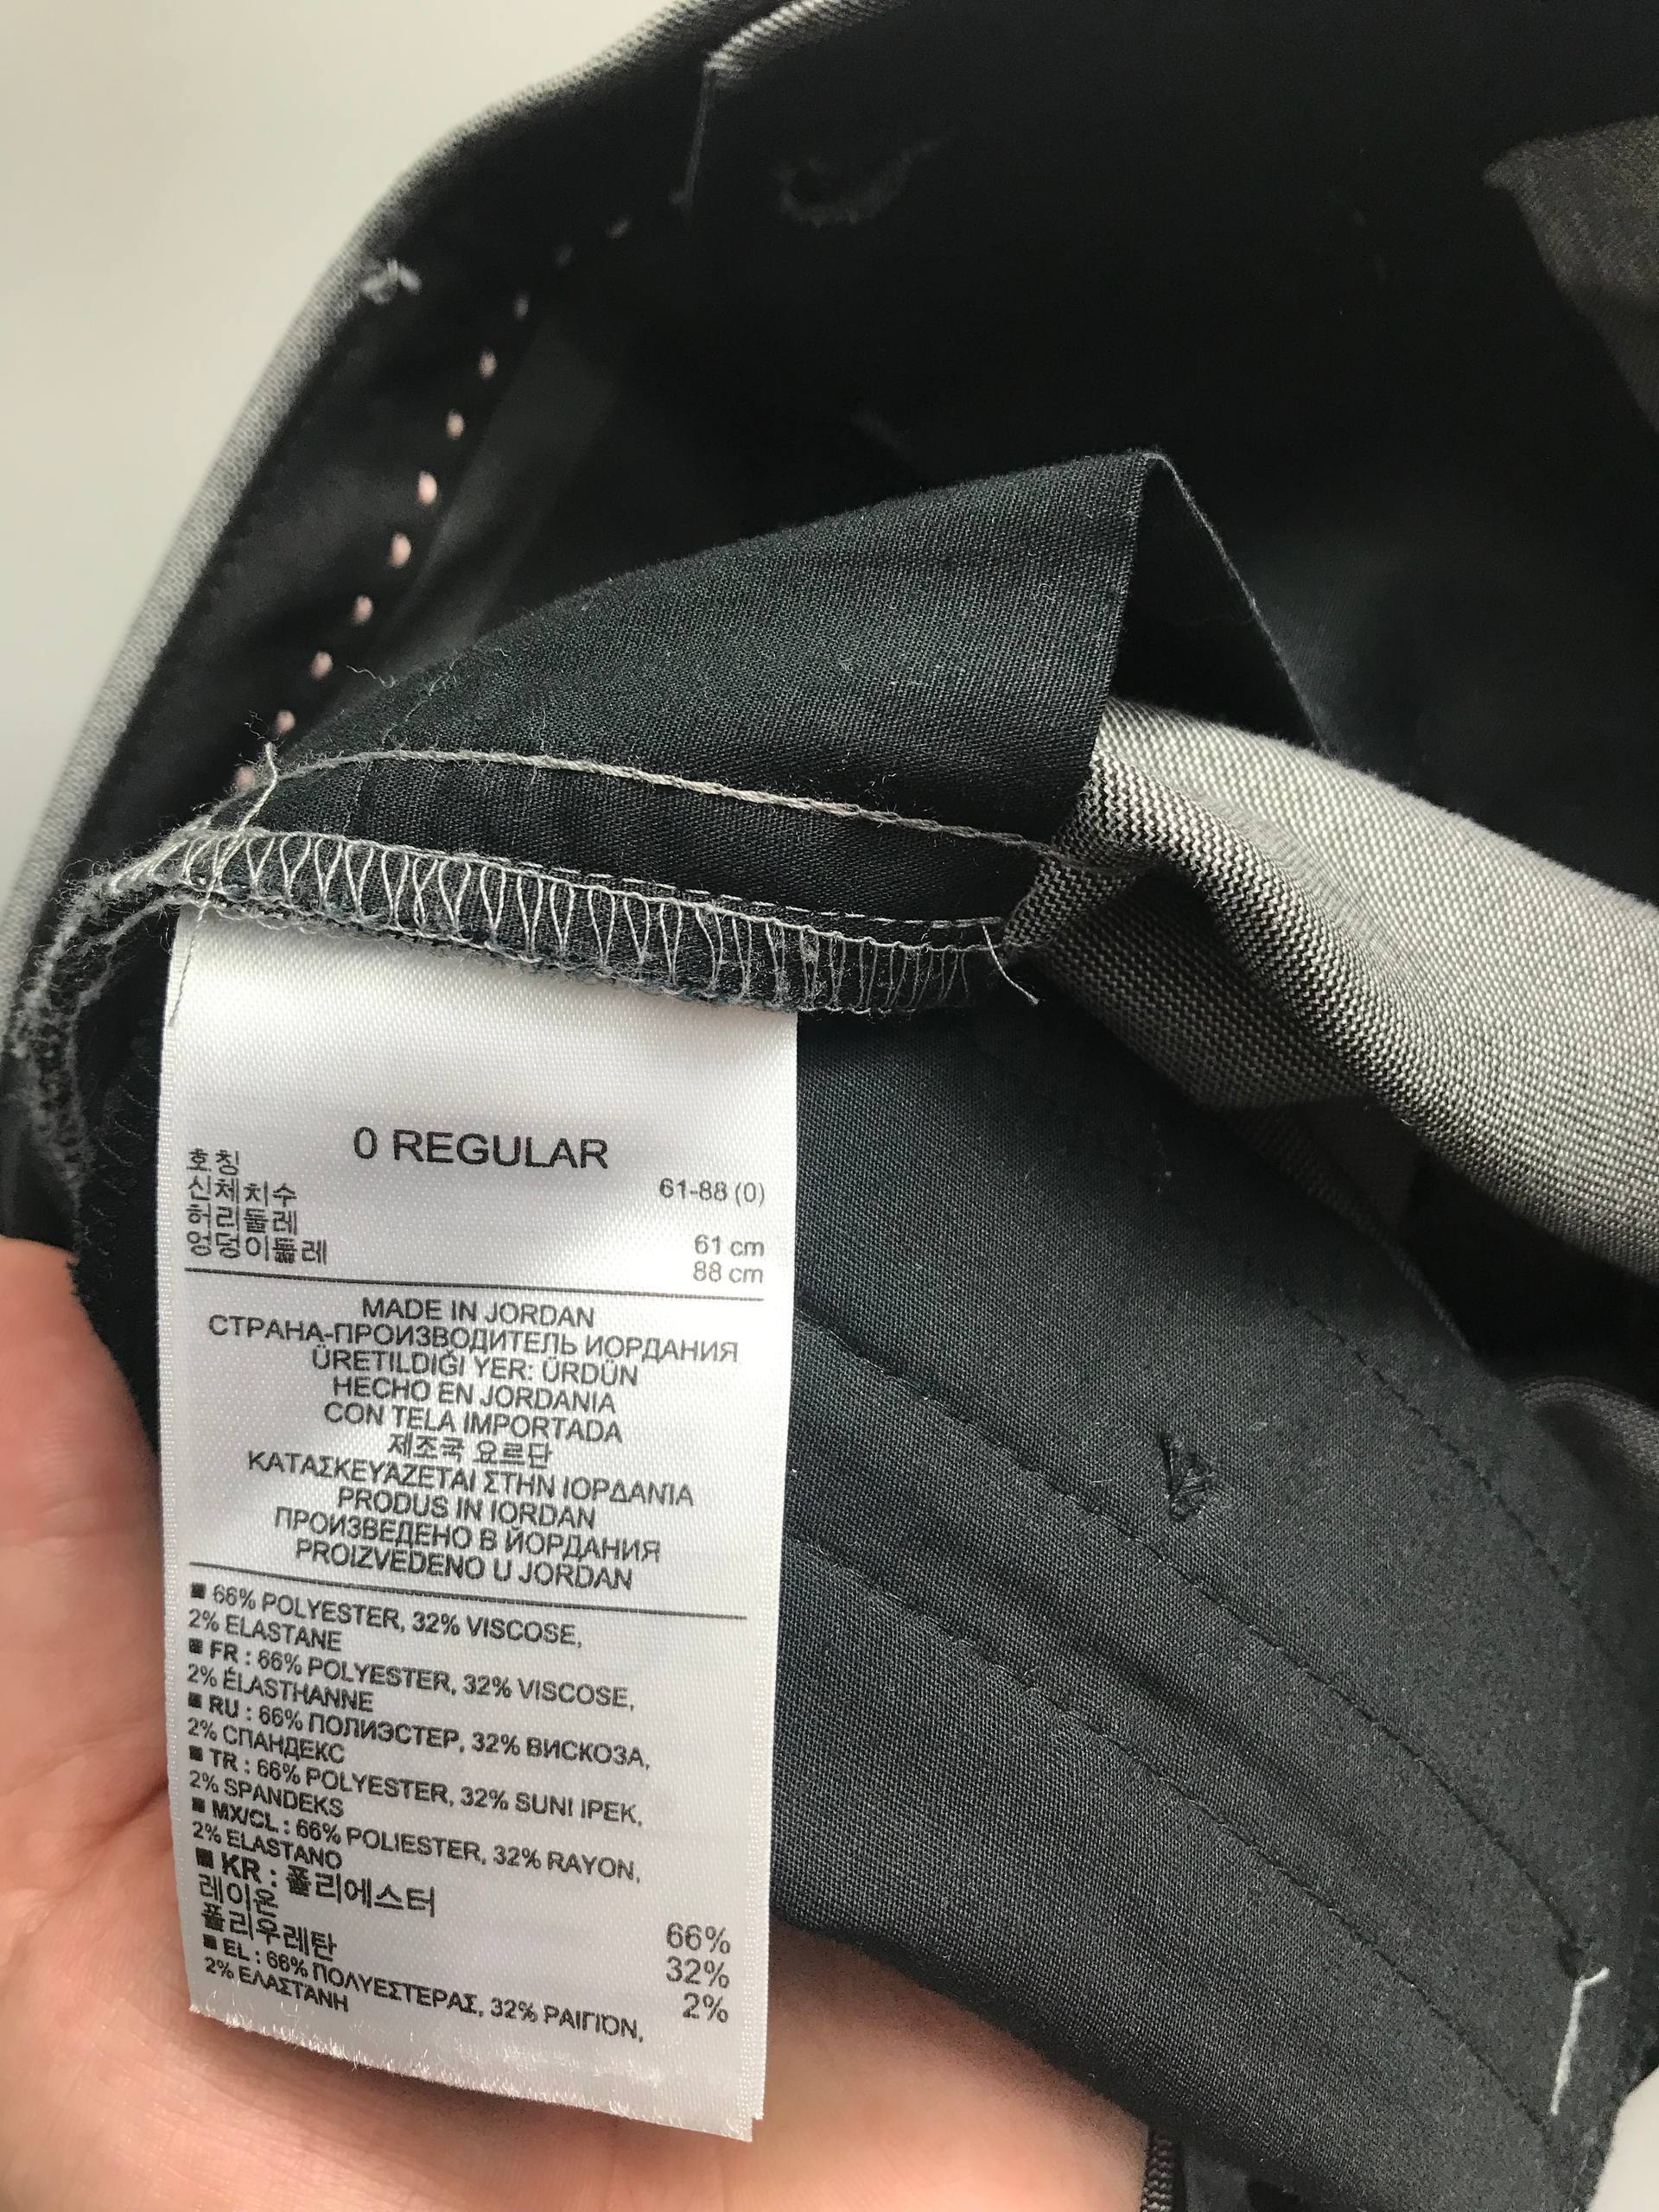 0 REGULAR
호칭
신체치수 61-88 (0)
허리둘레 61 cm
엉덩이둘레 88 cm
MADE IN JORDAN
СТРАНА-ПРОИЗВОДИТЕЛЬ ИОРДАНИЯ
ÜRETILDIĞI YER: ÜRDÜN
HECHO EN JORDANIA
CON TELA IMPORTADA
제조국 요르단
ΚΑΤΑΣΚΕΥΆΖΕΤΑΙ ΣΤΗΝ ΙΟΡΔΑΝΊΑ
PRODUS IN IORDAN
ПРОИЗВЕДЕНО В ЙОРДАНИЯ
PROIZVEDENO U JORDAN
■ 66% POLYESTER, 32% VISCOSE,
2% ELASTANE
■ FR : 66% POLYESTER, 32% VISCOSE,
2% ÉLASTHANNE
■ RU : 66% ПОЛИЭСТЕР, 32% ВИСКОЗА,
2% СПАНДЕКС
■ TR : 66% POLYESTER, 32% SUNI IPEK,
2% SPANDEKS
■ MX/CL : 66% POLIESTER, 32% RAYON,
2% ELASTANO
■ KR : 폴리에스터 66%
레이온 32%
폴리우레탄 2%
■ EL : 66% ΠΟΛΥΕΣΤΕΡΑΣ, 32% ΡΑΙΓΙΌΝ,
2% ΕΛΑΣΤΆΝΗ